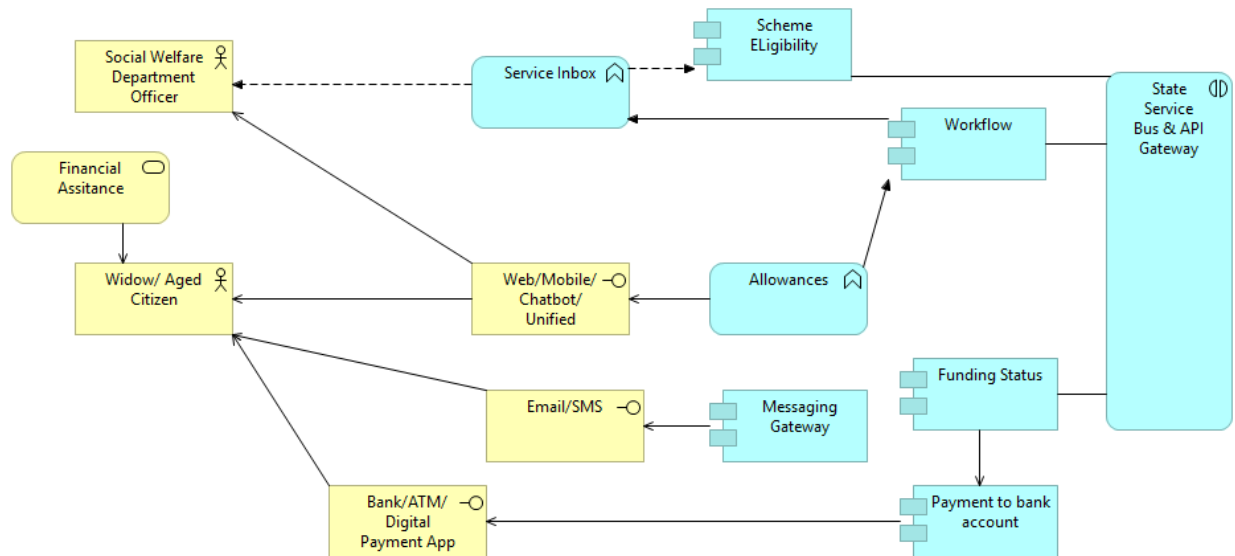 Scheme
ELigibility
Social Welfare
Department
Officer
Service Inbox
State
Service
Bus & API
Gateway
Workflow
Financial
Assitance
Widow/ Aged
Citizen
Web/Mobile/
Chatbot/
Unified
Allowances
Funding Status
Email/SMS
Messaging
Gateway
Bank/ATM/
Digital
Payment App
Payment to bank
account